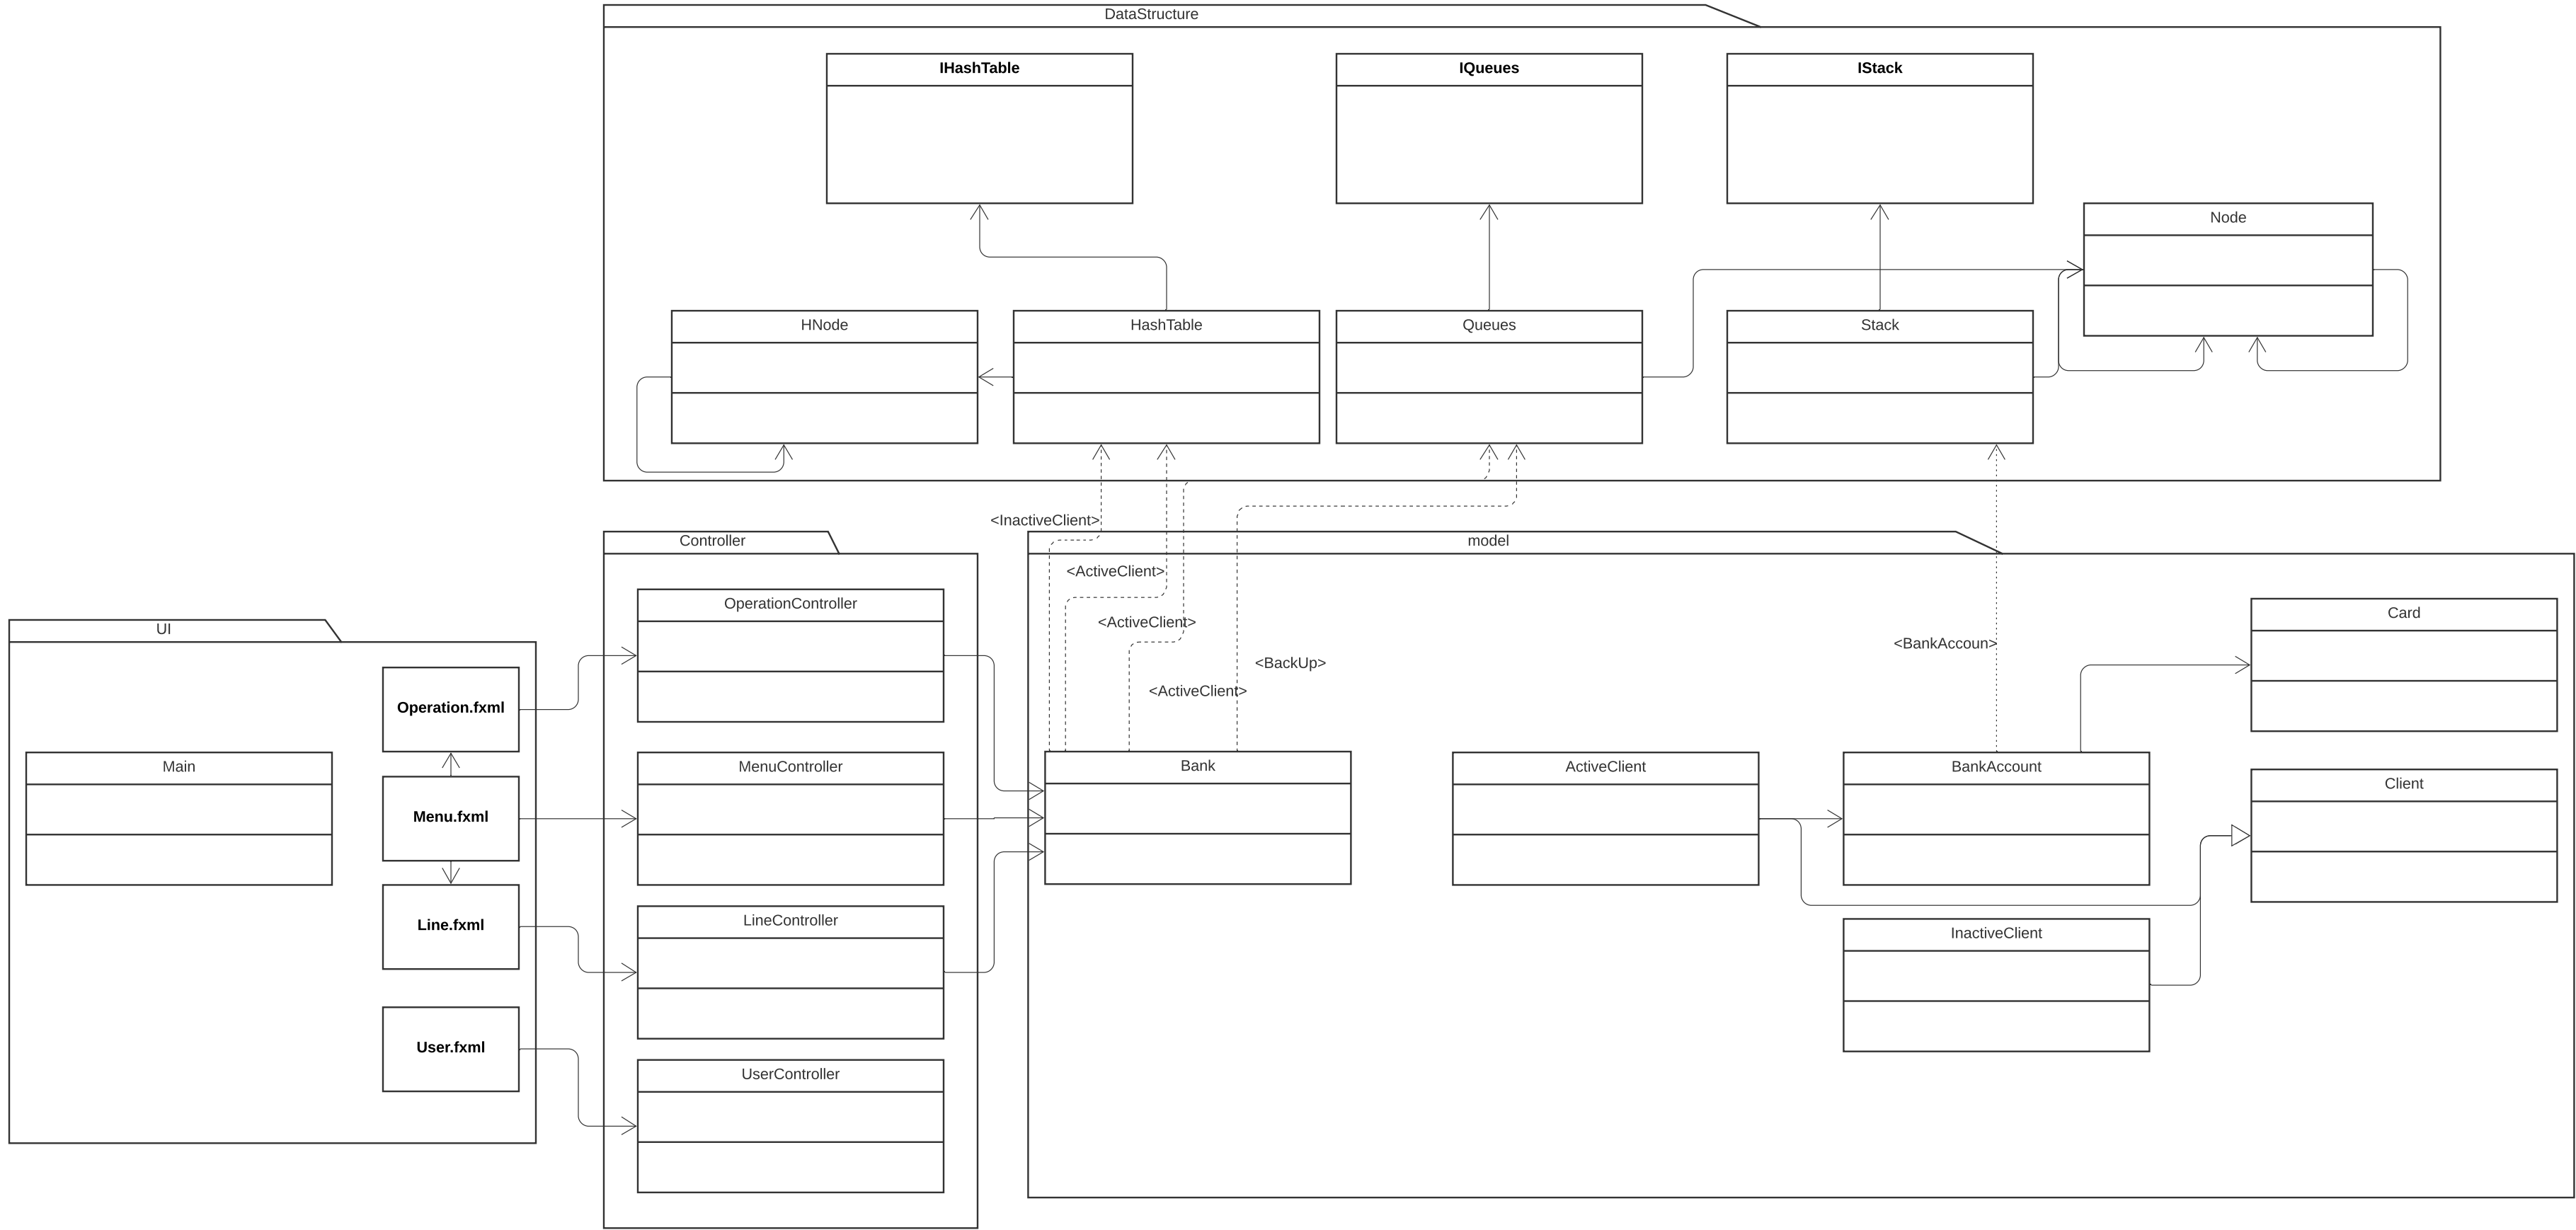 DataStructure
IHashTable
IQueues
IStack
Node
HNode
HashTable
Queues
Stack
<InactiveClient>
Controller
model
<ActiveClient>
OperationController
Card
<ActiveClient>
UI
<BankAccoun>
<BackUp>
<ActiveClient>
Operation.fxml
Main
MenuController
Bank
ActiveClient
BankAccount
Client
Menu.fxml
LineController
Line.fxml
InactiveClient
User.fxml
UserController